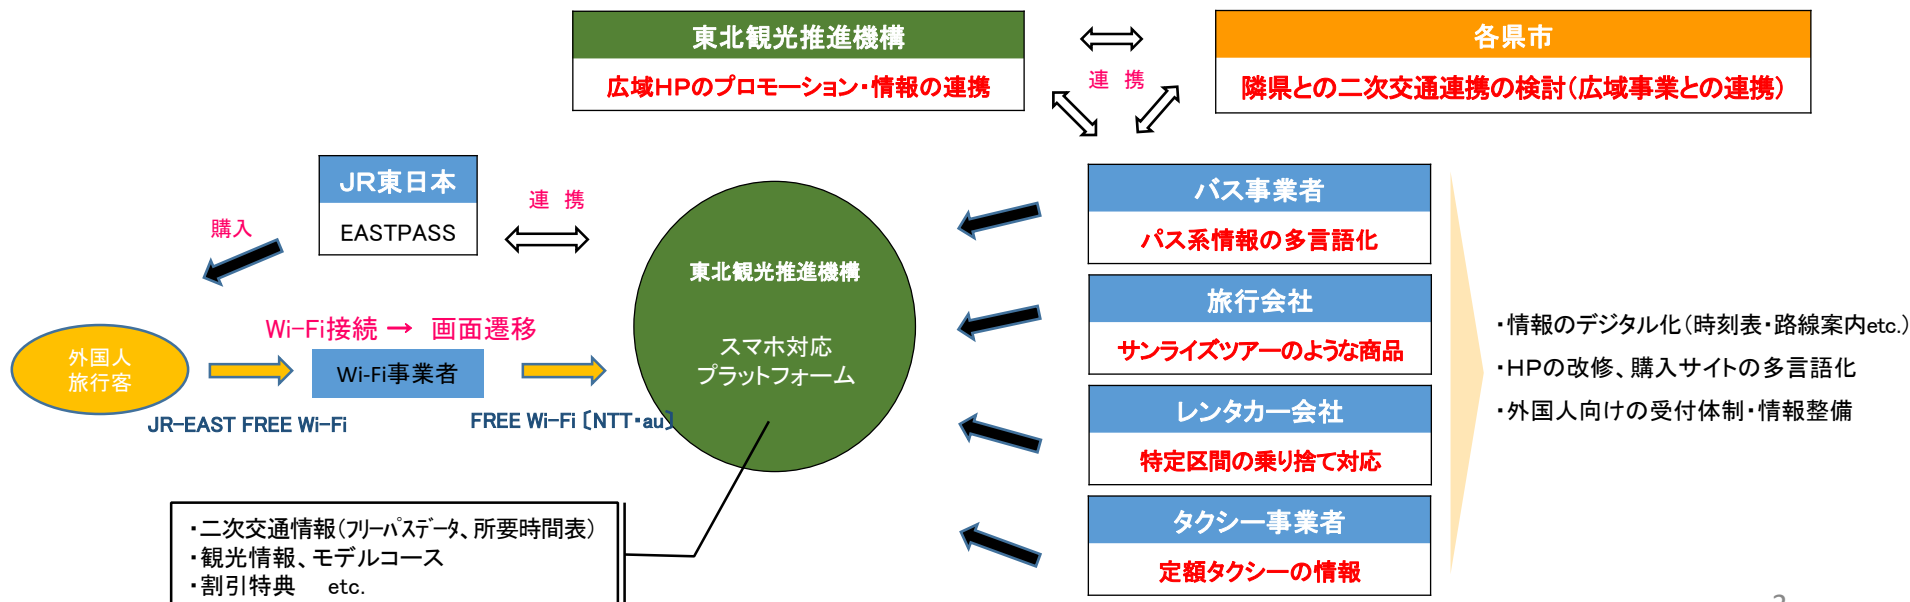 東北観光推進機構
広域HPのプロモーション・情報の連携
各県市
隣県との二次交通連携の検討(広域事業との連携)
連　携
JR東日本
EASTPASS
連　携
購入
東北観光推進機構
スマホ対応
プラットフォーム
Wi-Fi接続 → 画面遷移
外国人
旅行客
Wi-Fi事業者
JR-EAST FREE Wi-Fi
FREE Wi-Fi〔NTT・au〕
・二次交通情報(フリーパスデータ、所要時間表)
・観光情報、モデルコース
・割引特典　etc.
バス事業者
パス系情報の多言語化
旅行会社
サンライズツアーのような商品
レンタカー会社
特定区間の乗り捨て対応
タクシー事業者
定額タクシーの情報
・情報のデジタル化(時刻表・路線案内etc.)
・HPの改修、購入サイトの多言語化
・外国人向けの受付体制・情報整備